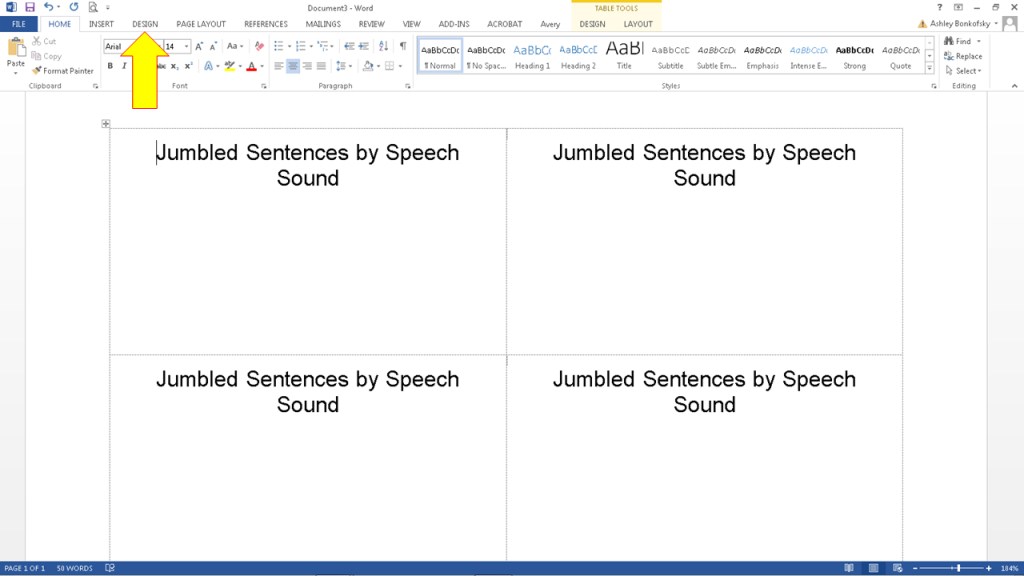 Document3 - Word
TABLE TOOLS
FILE HOME INSERT DESIGN PAGE LAYOUT REFERENCES MAILINGS REVIEW VIEW ADD-INS ACROBAT Avery DESIGN LAYOUT
Ashley Bonkofsky
Paste
Cut
Copy
Format Painter
Clipboard
Arial 14
Font
Paragraph
AaBbCcDc AaBbCcDc AaBbCc AaBbCcC AaBl AaBbCcC AaBbCcDc AaBbCcDc AaBbCcDc AaBbCcDc AaBbCcDc
¶ Normal ¶ No Spac... Heading 1 Heading 2 Title Subtitle Subtle Em... Emphasis Intense E... Strong Quote
Styles
Find
Replace
Select
Editing
Jumbled Sentences by Speech
Sound
Jumbled Sentences by Speech
Sound
Jumbled Sentences by Speech
Sound
Jumbled Sentences by Speech
Sound
PAGE 1 OF 1 58 WORDS
184%